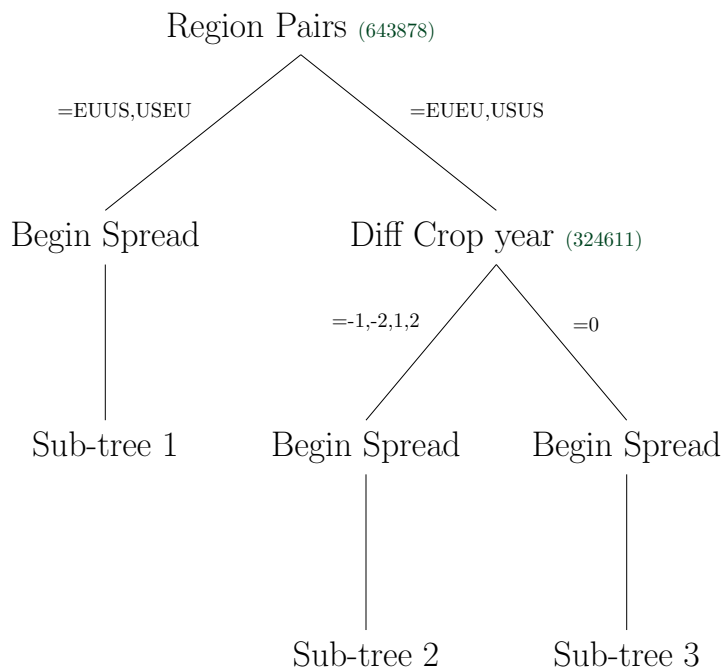 Region Pairs (643878)
=EUUS,USEU
=EUEU,USUS
Begin Spread
Diff Crop year (324611)
=-1,-2,1,2
=0
Sub-tree 1
Begin Spread
Begin Spread
Sub-tree 2
Sub-tree 3